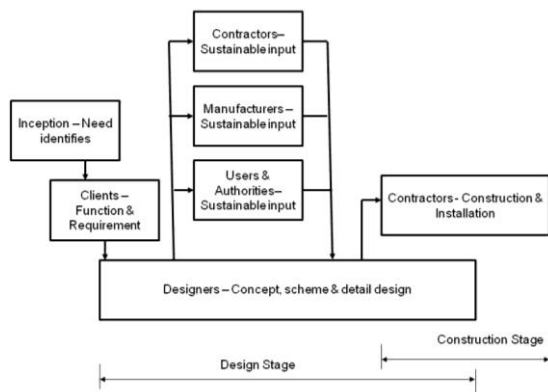 Contractors–
Sustainable input
Manufacturers –
Sustainable input
Users &
Authorities–
Sustainable input
Inception – Need
identifies
Clients –
Function &
Requirement
Contractors - Construction &
Installation
Designers – Concept, scheme & detail design
Construction Stage
Design Stage